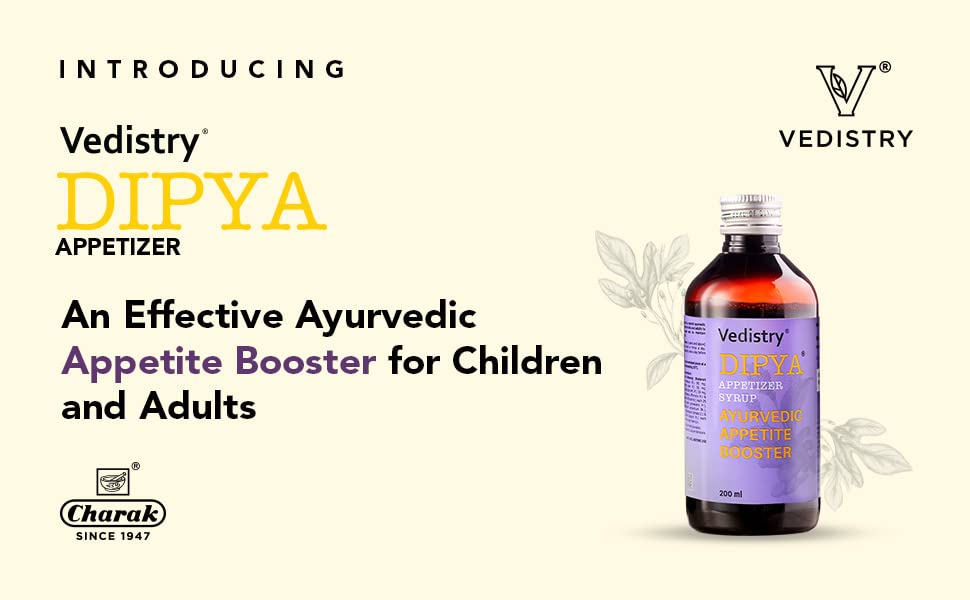 INTRODUCING
Vedistry®
DIPYA
APPETIZER
An Effective Ayurvedic
Appetite Booster for Children
and Adults
Charak®
SINCE 1947
V®
VEDISTRY
Vedistry®
DIPYA®
APPETIZER
SYRUP
AYURVEDIC
APPETITE
BOOSTER
200 ml